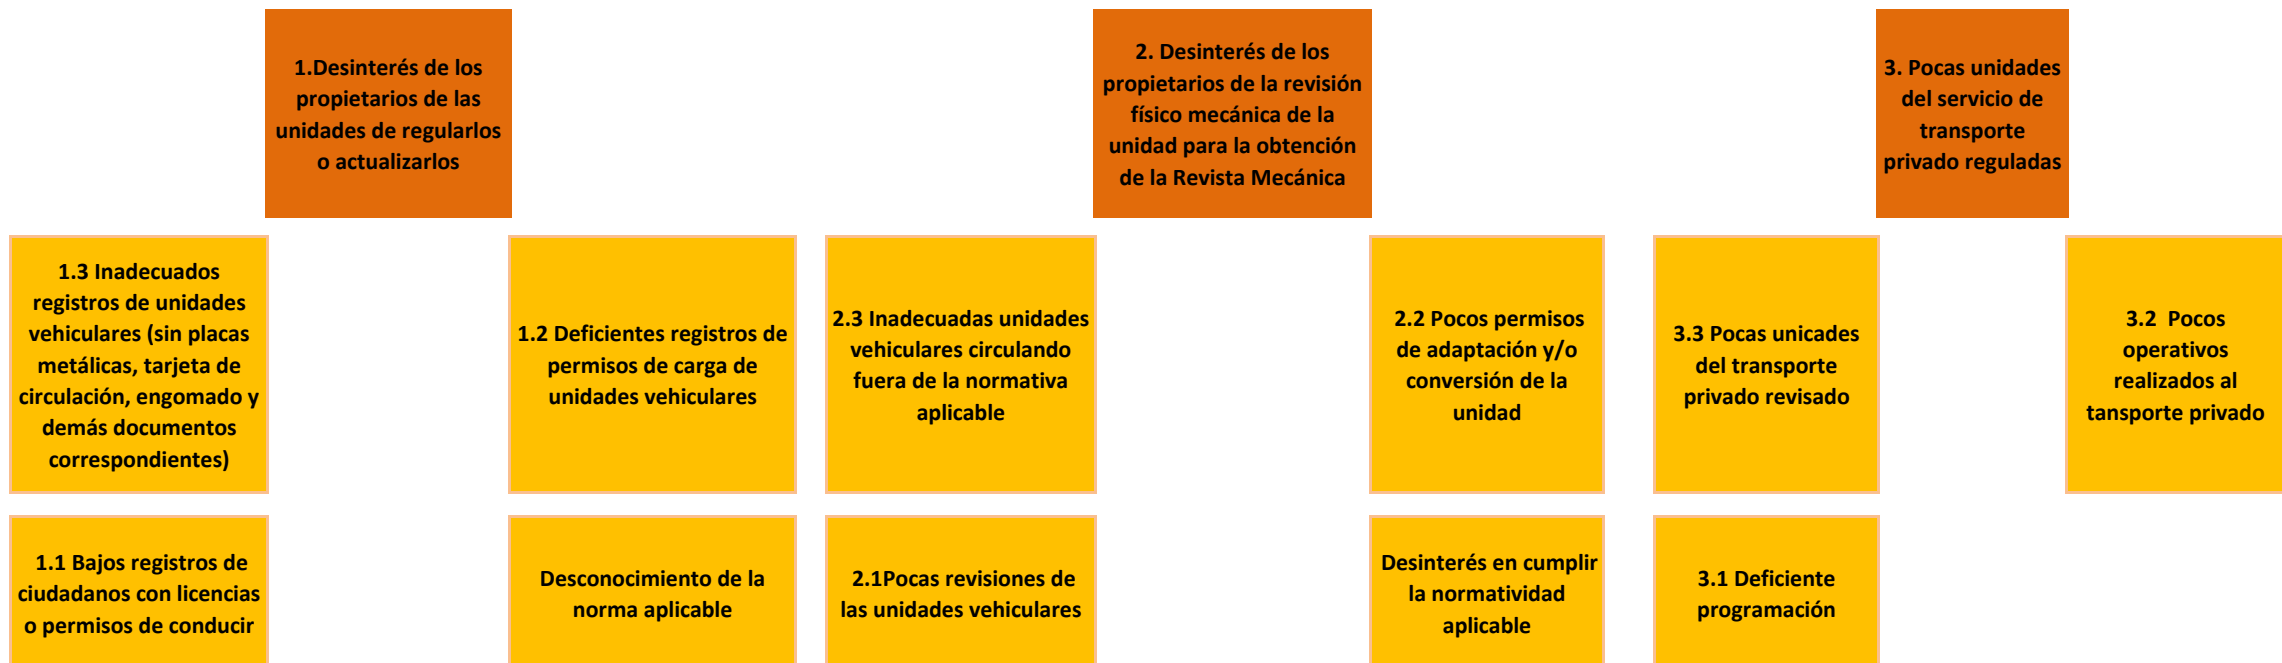 1.Desinterés de los
propietarios de las
unidades de regularlos
o actualizarlos
2. Desinterés de los
propietarios de la revisión
físico mecánica de la
unidad para la obtención
de la Revista Mecánica
3. Pocas unidades
del servicio de
transporte
privado reguladas
1.3 Inadecuados
registros de unidades
vehiculares (sin placas
metálicas, tarjeta de
circulación, engomado y
demás documentos
correspondientes)
1.2 Deficientes registros de
permisos de carga de
unidades vehiculares
2.3 Inadecuadas unidades
vehiculares circulando
fuera de la normativa
aplicable
2.2 Pocos permisos
de adaptación y/o
conversión de la
unidad
3.3 Pocas unicades
del transporte
privado revisado
3.2 Pocos
operativos
realizados al
tansporte privado
1.1 Bajos registros de
ciudadanos con licencias
o permisos de conducir
Desconocimiento de la
norma aplicable
2.1Pocas revisiones de
las unidades vehiculares
Desinterés en cumplir
la normatividad
aplicable
3.1 Deficiente
programación